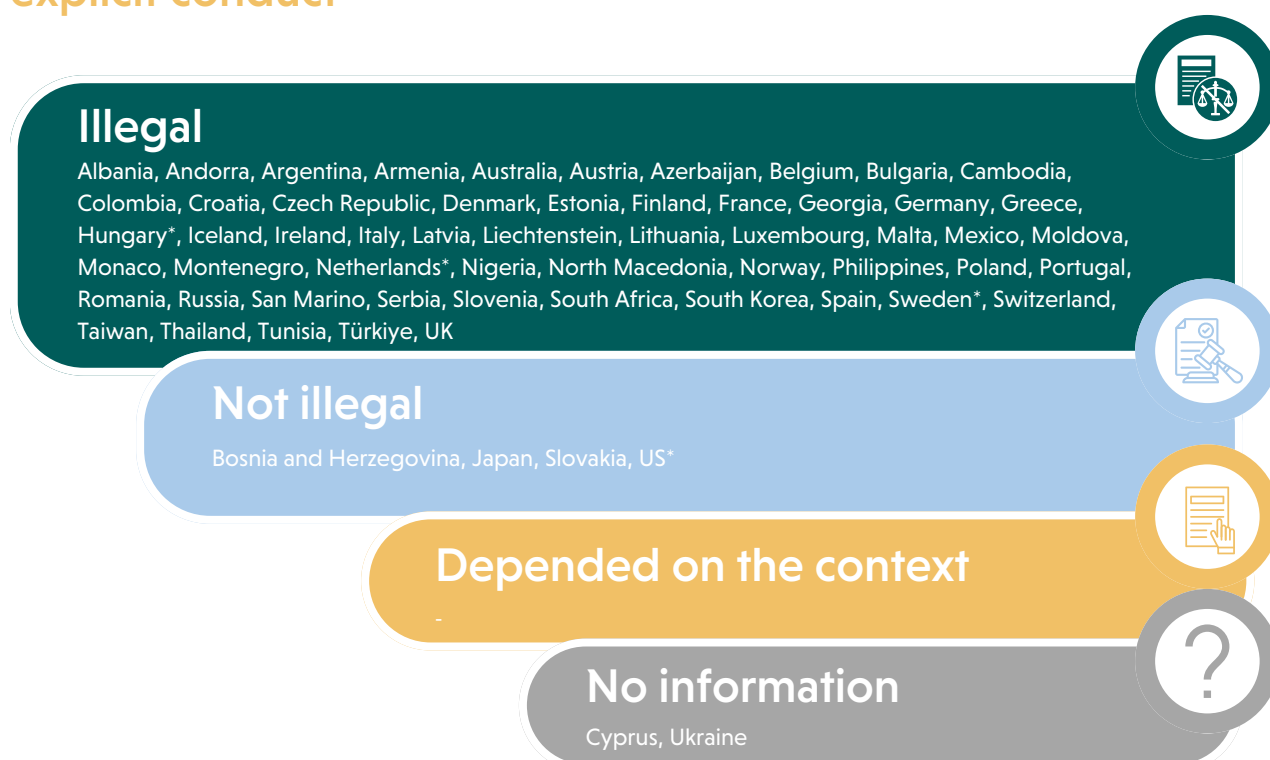 explicit conduct
Illegal
Albania, Andorra, Argentina, Armenia, Australia, Austria, Azerbaijan, Belgium, Bulgaria, Cambodia,
Colombia, Croatia, Czech Republic, Denmark, Estonia, Finland, France, Georgia, Germany, Greece,
Hungary*, Iceland, Ireland, Italy, Latvia, Liechtenstein, Lithuania, Luxembourg, Malta, Mexico, Moldova,
Monaco, Montenegro, Netherlands*, Nigeria, North Macedonia, Norway, Philippines, Poland, Portugal,
Romania, Russia, San Marino, Serbia, Slovenia, South Africa, South Korea, Spain, Sweden*, Switzerland,
Taiwan, Thailand, Tunisia, Türkiye, UK
Not illegal
Bosnia and Herzegovina, Japan, Slovakia, US*
Depended on the context
-
No information
Cyprus, Ukraine
?